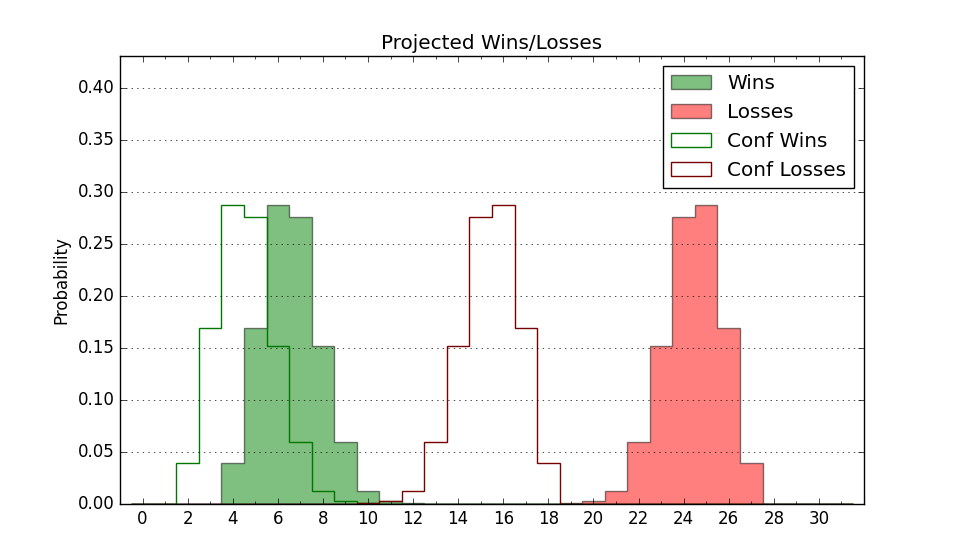 Projected Wins/Losses
Probability
0.40
0.35
0.30
0.25
0.20
0.15
0.10
0.05
0.00
0 2 4 6 8 10 12 14 16 18 20 22 24 26 28 30
Wins
Losses
Conf Wins
Conf Losses